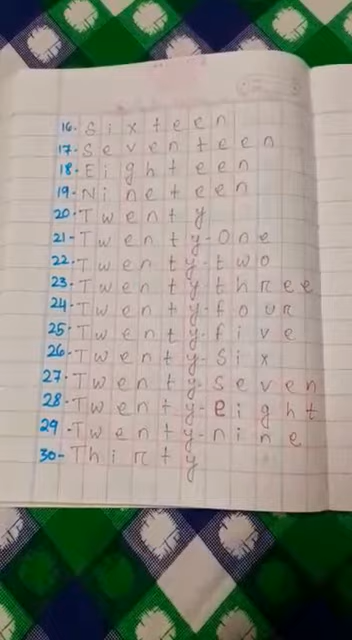 16. Sixteen
17. Seventeen
18. Eighteen
19. Nineteen
20. Twenty
21- Twenty-One
22. Twenty-two
23. Twenty three
24. Twenty-four
25. Twenty-five
26- Twenty-Six
27. Twenty-Seven
28. Twenty-eight
29 - Twenty-nine
30- Thirty